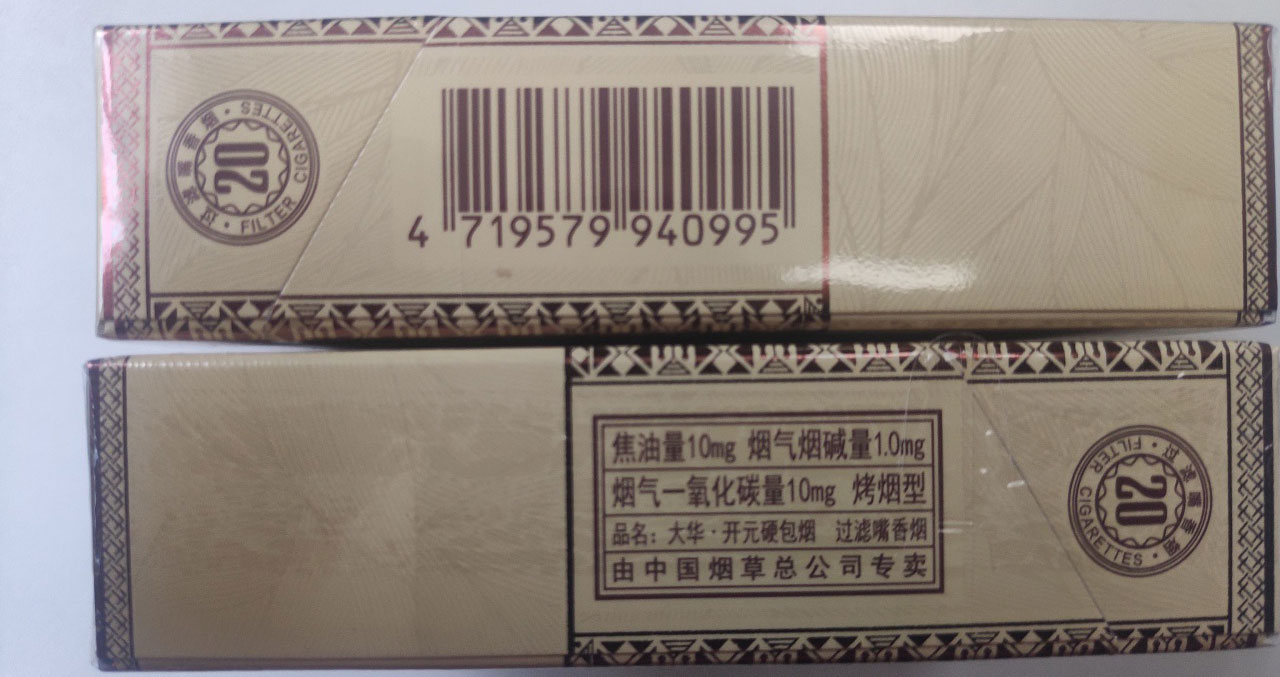 过滤嘴香烟 · CIGARETTES
20
· FILTER
4 719579 940995
焦油量10mg 烟气烟碱量1.0mg
烟气一氧化碳量10mg 烤烟型
品名：大华·开元硬包烟 过滤嘴香烟
由中国烟草总公司专卖
过滤嘴香烟 · CIGARETTES
20
· FILTER